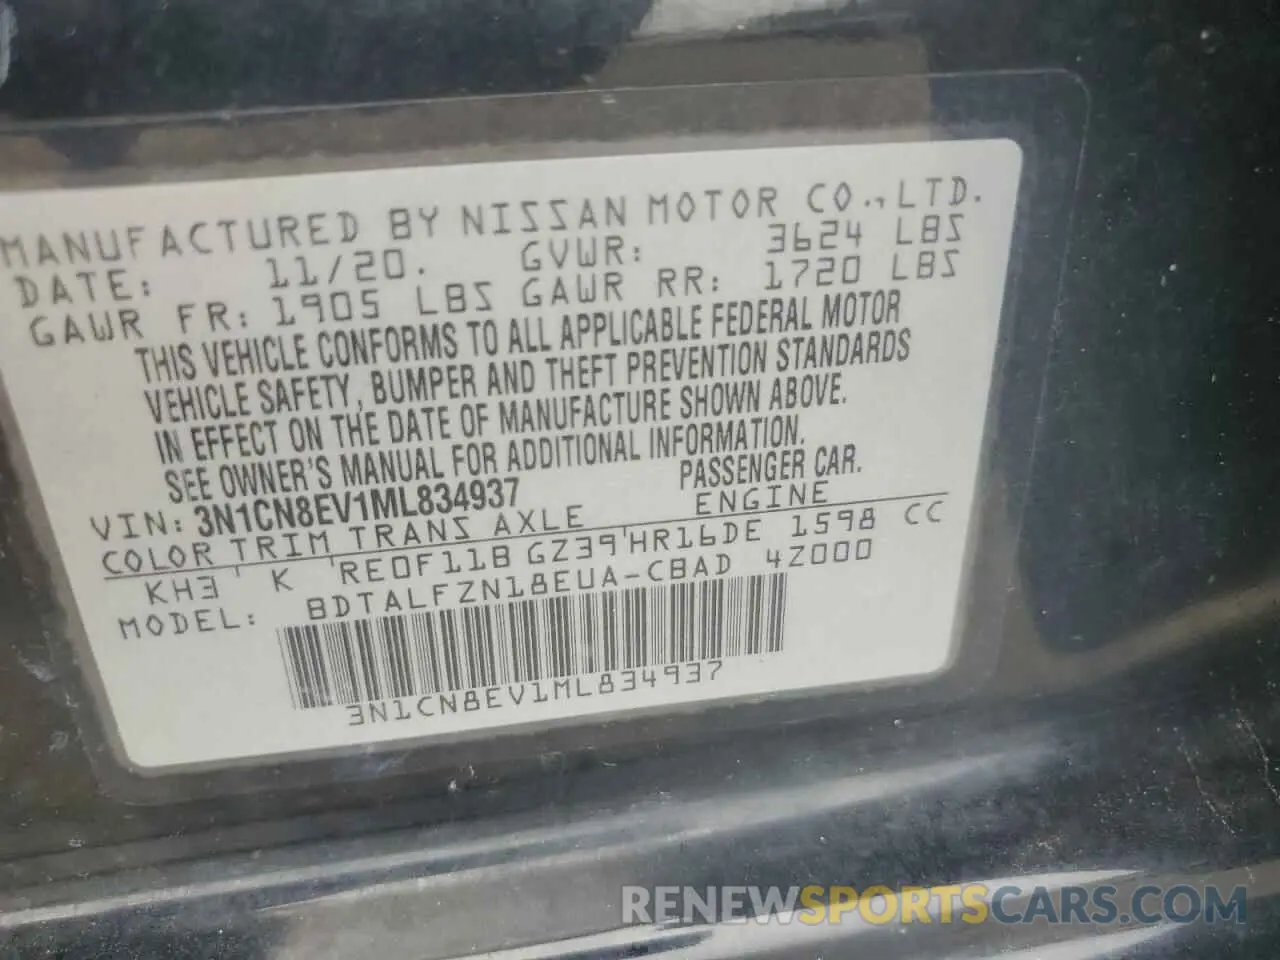 MANUFACTURED BY NISSAN MOTOR CO., LTD.
DATE: 11/20. GVWR: 3624 LBS
GAWR FR: 1905 LBS GAWR RR: 1720 LBS
THIS VEHICLE CONFORMS TO ALL APPLICABLE FEDERAL MOTOR
VEHICLE SAFETY, BUMPER AND THEFT PREVENTION STANDARDS
IN EFFECT ON THE DATE OF MANUFACTURE SHOWN ABOVE.
SEE OWNER'S MANUAL FOR ADDITIONAL INFORMATION.
VIN: 3N1CN8EV1ML834937 PASSENGER CAR.
COLOR TRIM TRANS AXLE ENGINE
KH3 K RE0F11B GZ39 HR16DE 1598 CC
MODEL: BDTALFZN18EUA-CBAD 4Z000
3N1CN8EV1ML834937
RENEWSPORTSCARS.COM